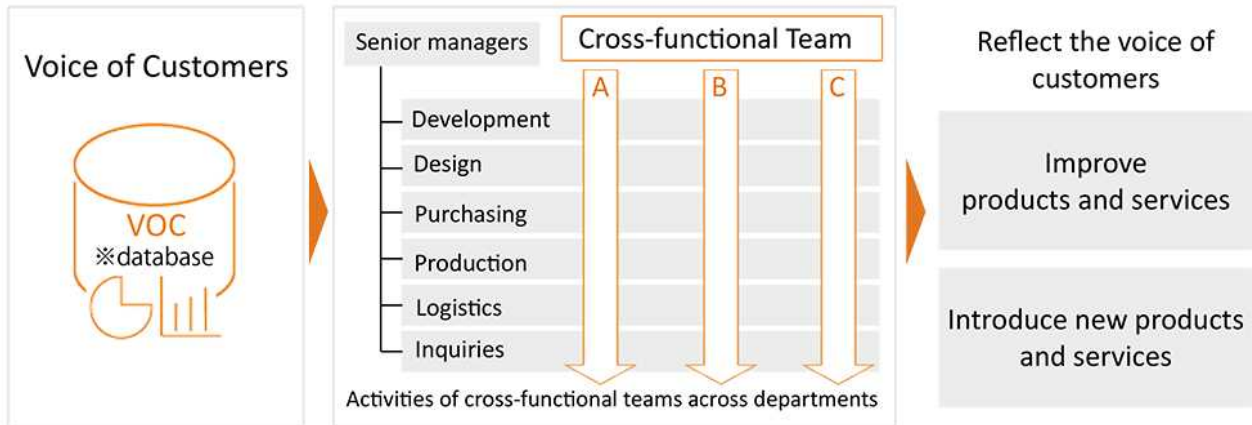 Voice of Customers
VOC
※database
Senior managers
Cross-functional Team
A
B
C
Development
Design
Purchasing
Production
Logistics
Inquiries
Activities of cross-functional teams across departments
Reflect the voice of
customers
Improve
products and services
Introduce new products
and services